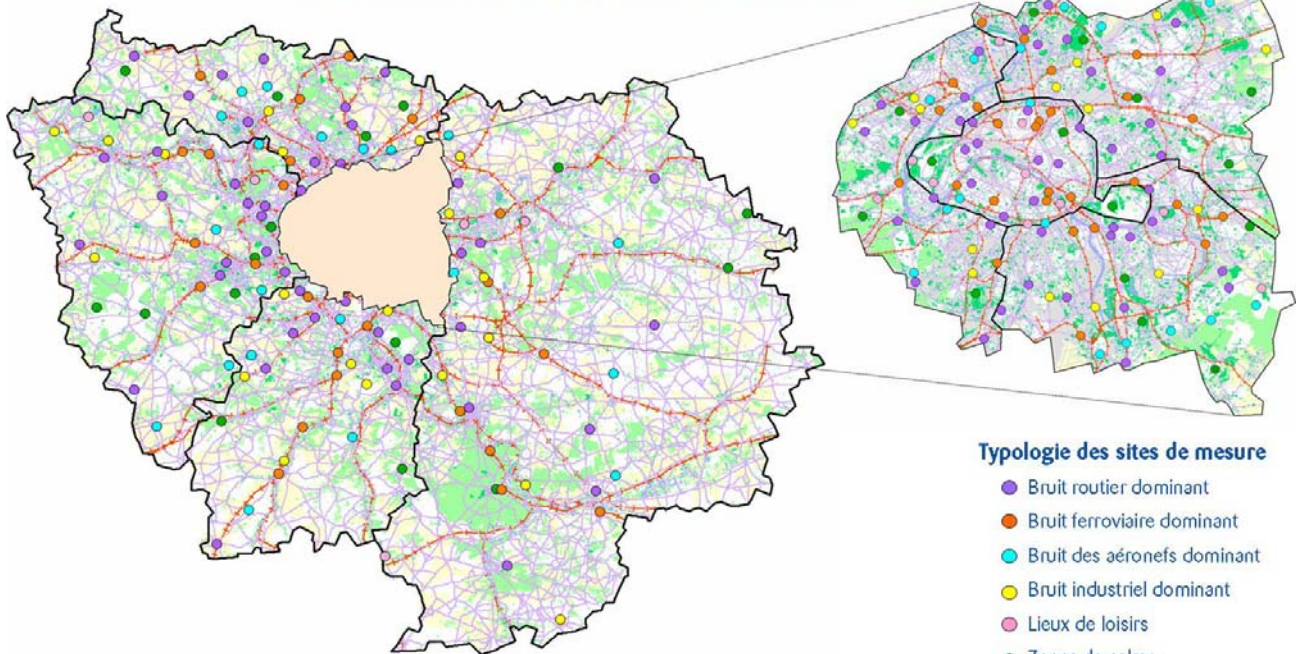 Typologie des sites de mesure
Bruit routier dominant
Bruit ferroviaire dominant
Bruit des aéronefs dominant
Bruit industriel dominant
Lieux de loisirs